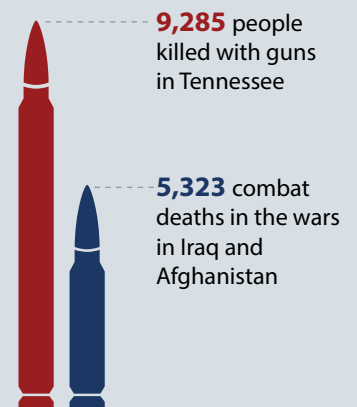 9,285 people
killed with guns
in Tennessee
5,323 combat
deaths in the wars
in Iraq and
Afghanistan